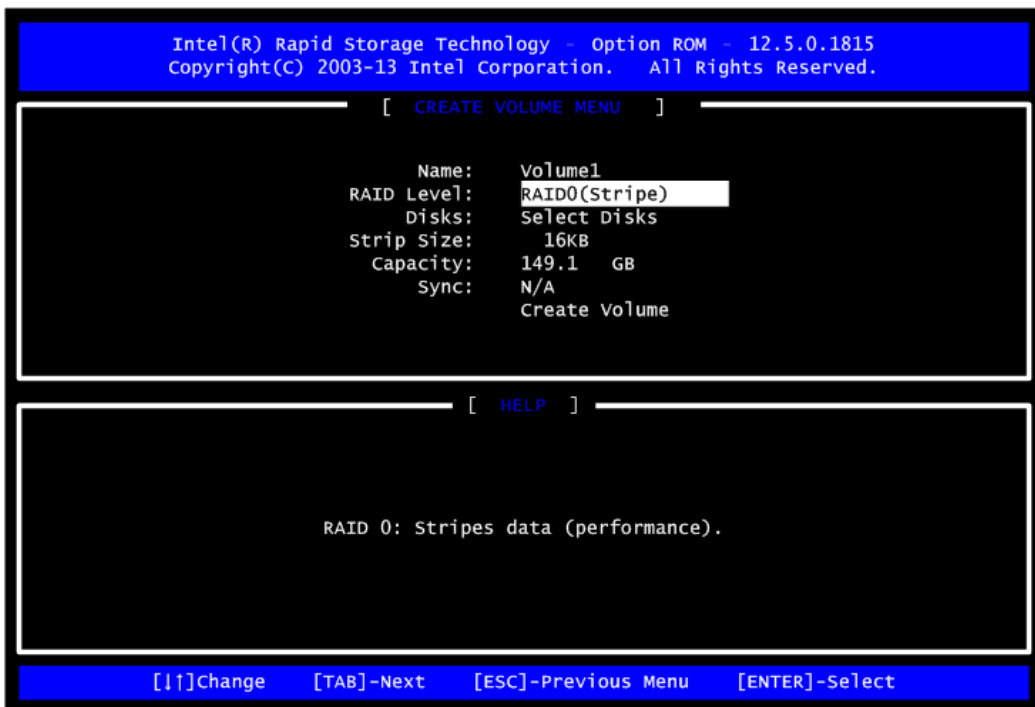 Intel(R) Rapid Storage Technology - Option ROM - 12.5.0.1815
Copyright(C) 2003-13 Intel Corporation. All Rights Reserved.
[ CREATE VOLUME MENU ]
Name: Volume1
RAID Level: RAID0(Stripe)
Disks: Select Disks
Strip Size: 16KB
Capacity: 149.1 GB
Sync: N/A
Create Volume
[ HELP ]
RAID 0: Stripes data (performance).
[↓↑]Change [TAB]-Next [ESC]-Previous Menu [ENTER]-Select